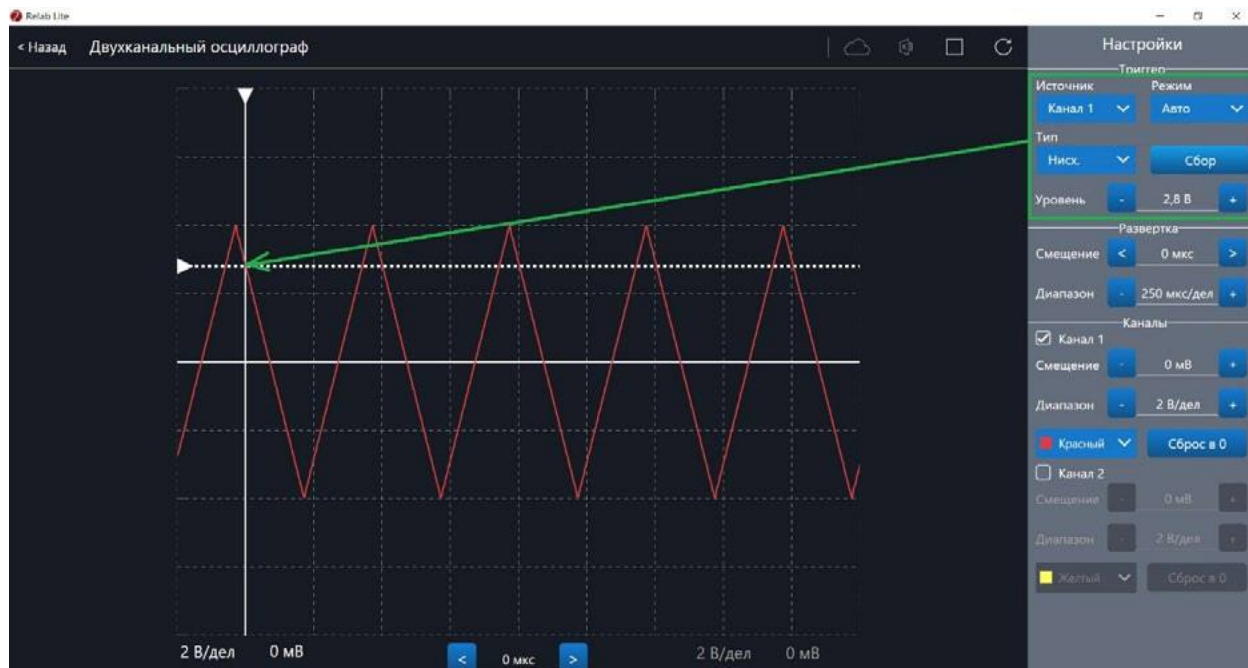 Relab Lite
< Назад Двухканальный осциллограф
Настройки
Триггер
Источник Режим
Канал 1 Авто
Тип
Нисх. Сбор
Уровень - 2,8 В +
Развертка
Смещение < 0 мкс >
Диапазон - 250 мкс/дел +
Каналы
Канал 1
Смещение - 0 мВ +
Диапазон - 2 В/дел +
Красный Сброс в 0
Канал 2
Смещение - 0 мВ +
Диапазон - 2 В/дел +
Желтый Сброс в 0
2 В/дел 0 мВ < 0 мкс > 2 В/дел 0 мВ